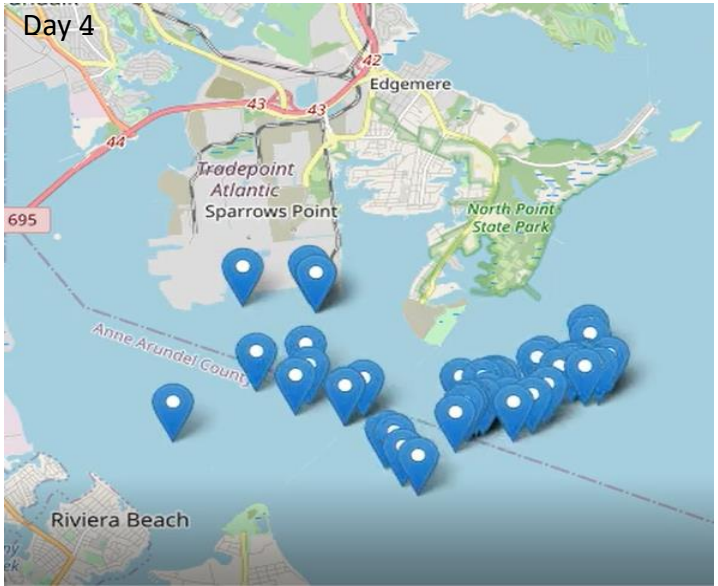 Day 4
42
Edgemere
43
43
44
Tradepoint
Atlantic
Sparrows Point
695
North Point
State Park
Anne Arundel County
Riviera Beach